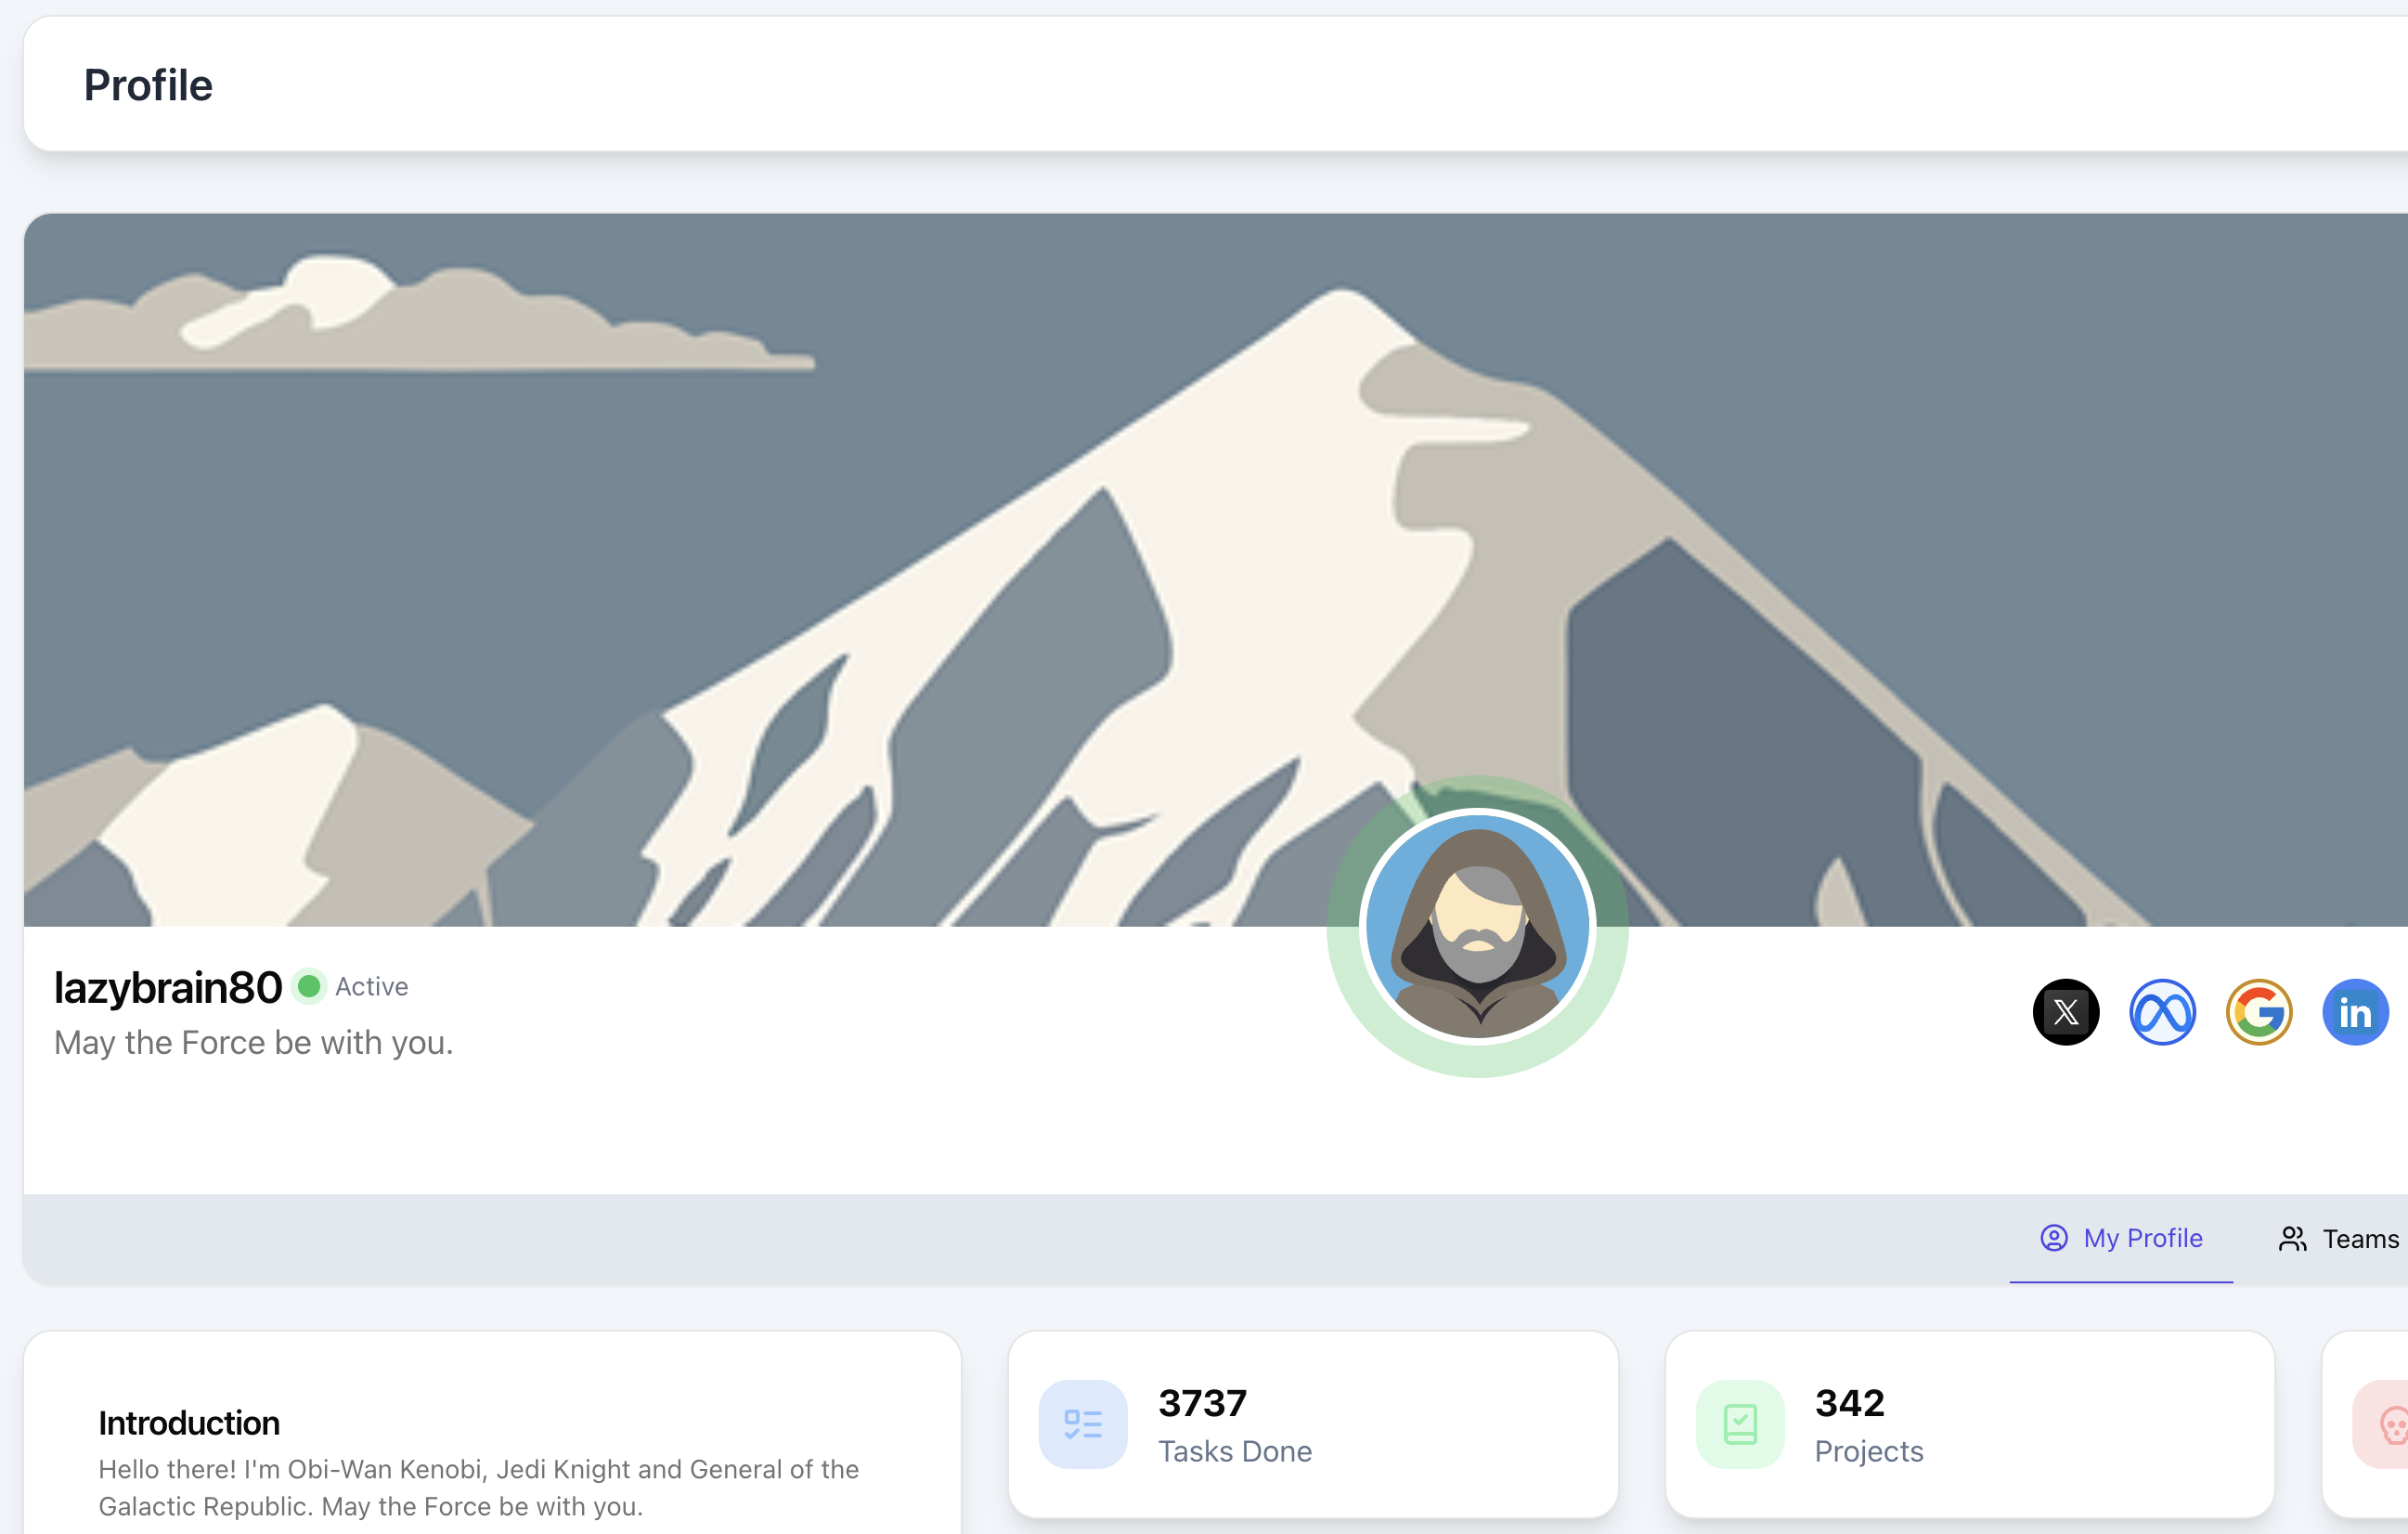 Profile
lazybrain80
Active
May the Force be with you.
in
My Profile
Teams
Introduction
Hello there! I'm Obi-Wan Kenobi, Jedi Knight and General of the
Galactic Republic. May the Force be with you.
3737
Tasks Done
342
Projects